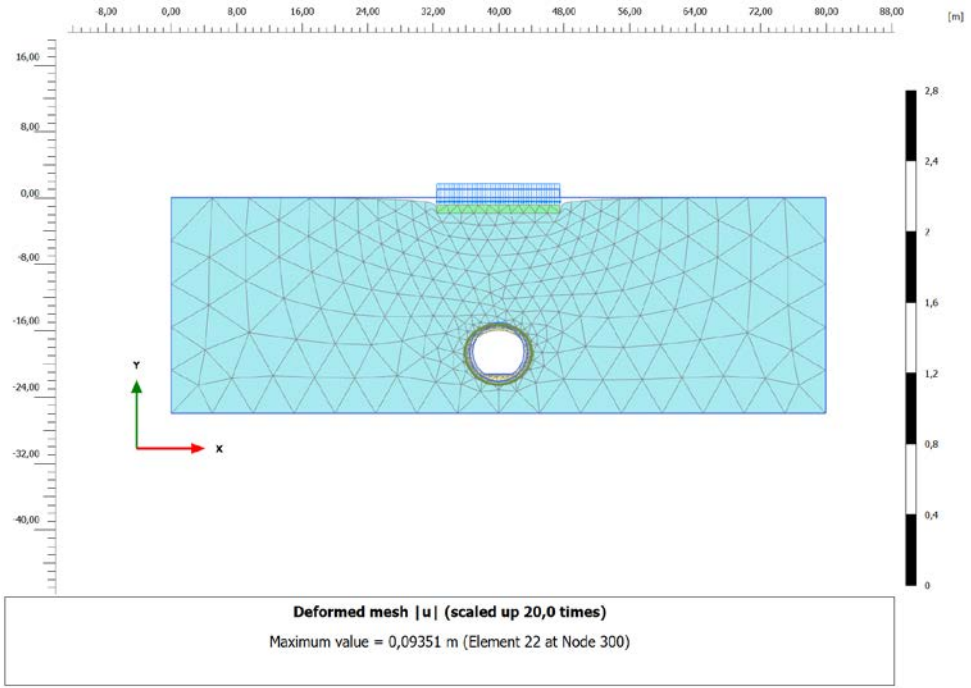 -8,00 0,00 8,00 16,00 24,00 32,00 40,00 48,00 56,00 64,00 72,00 80,00 88,00
[m]
16,00
8,00
0,00
-8,00
-16,00
-24,00
-32,00
-40,00
2,8
2,4
2
1,6
1,2
0,8
0,4
0
Y
X
Deformed mesh |u| (scaled up 20,0 times)
Maximum value = 0,09351 m (Element 22 at Node 300)